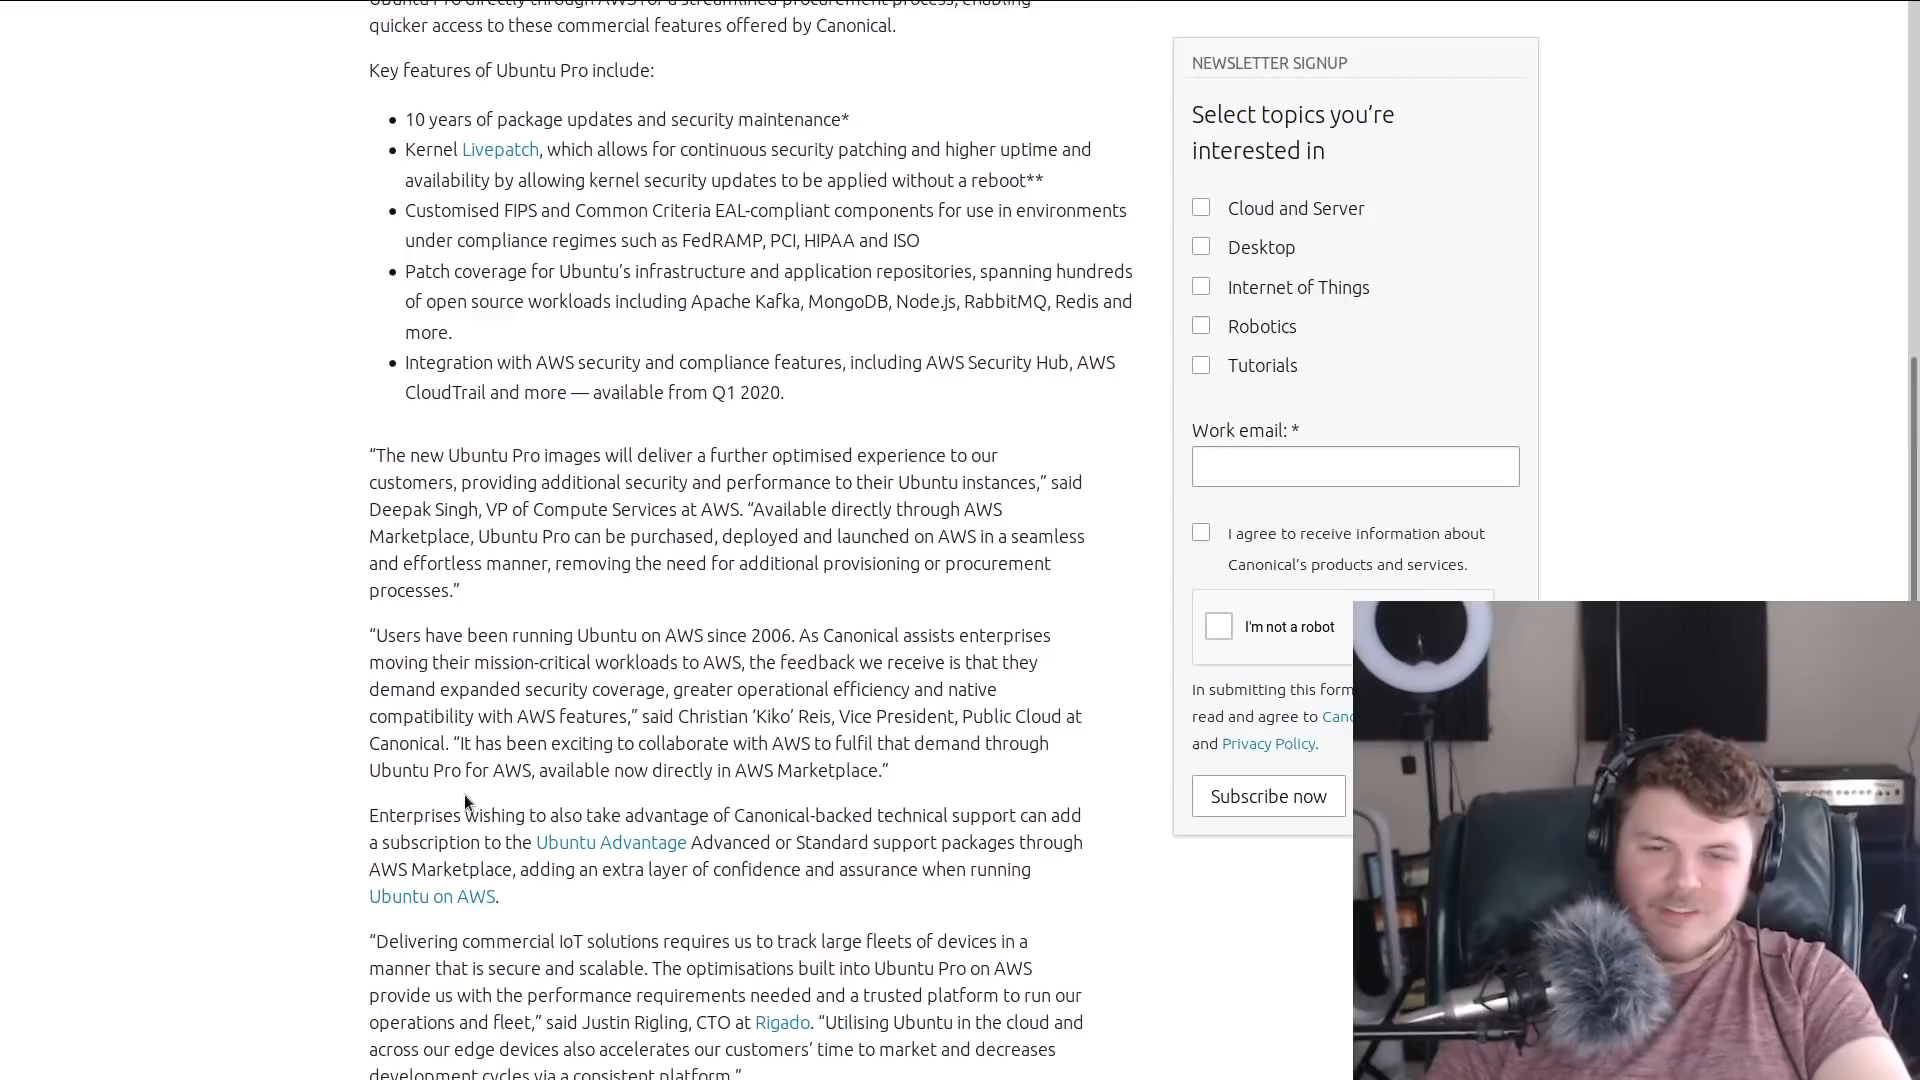 Ubuntu Pro directly through AWS for a streamlined procurement process, enabling
quicker access to these commercial features offered by Canonical.
Key features of Ubuntu Pro include:
• 10 years of package updates and security maintenance*
• Kernel Livepatch, which allows for continuous security patching and higher uptime and
availability by allowing kernel security updates to be applied without a reboot**
• Customised FIPS and Common Criteria EAL-compliant components for use in environments
under compliance regimes such as FedRAMP, PCI, HIPAA and ISO
• Patch coverage for Ubuntu’s infrastructure and application repositories, spanning hundreds
of open source workloads including Apache Kafka, MongoDB, Node.js, RabbitMQ, Redis and
more.
• Integration with AWS security and compliance features, including AWS Security Hub, AWS
CloudTrail and more — available from Q1 2020.
“The new Ubuntu Pro images will deliver a further optimised experience to our
customers, providing additional security and performance to their Ubuntu instances,” said
Deepak Singh, VP of Compute Services at AWS. “Available directly through AWS
Marketplace, Ubuntu Pro can be purchased, deployed and launched on AWS in a seamless
and effortless manner, removing the need for additional provisioning or procurement
processes.”
“Users have been running Ubuntu on AWS since 2006. As Canonical assists enterprises
moving their mission-critical workloads to AWS, the feedback we receive is that they
demand expanded security coverage, greater operational efficiency and native
compatibility with AWS features,” said Christian ‘Kiko’ Reis, Vice President, Public Cloud at
Canonical. “It has been exciting to collaborate with AWS to fulfil that demand through
Ubuntu Pro for AWS, available now directly in AWS Marketplace.”
Enterprises wishing to also take advantage of Canonical-backed technical support can add
a subscription to the Ubuntu Advantage Advanced or Standard support packages through
AWS Marketplace, adding an extra layer of confidence and assurance when running
Ubuntu on AWS.
“Delivering commercial IoT solutions requires us to track large fleets of devices in a
manner that is secure and scalable. The optimisations built into Ubuntu Pro on AWS
provide us with the performance requirements needed and a trusted platform to run our
operations and fleet,” said Justin Rigling, CTO at Rigado. “Utilising Ubuntu in the cloud and
across our edge devices also accelerates our customers’ time to market and decreases
development cycles via a consistent platform.”
NEWSLETTER SIGNUP
Select topics you’re
interested in
Cloud and Server
Desktop
Internet of Things
Robotics
Tutorials
Work email: *
I agree to receive information about
Canonical’s products and services.
I'm not a robot
In submitting this form
read and agree to Cano
and Privacy Policy.
Subscribe now